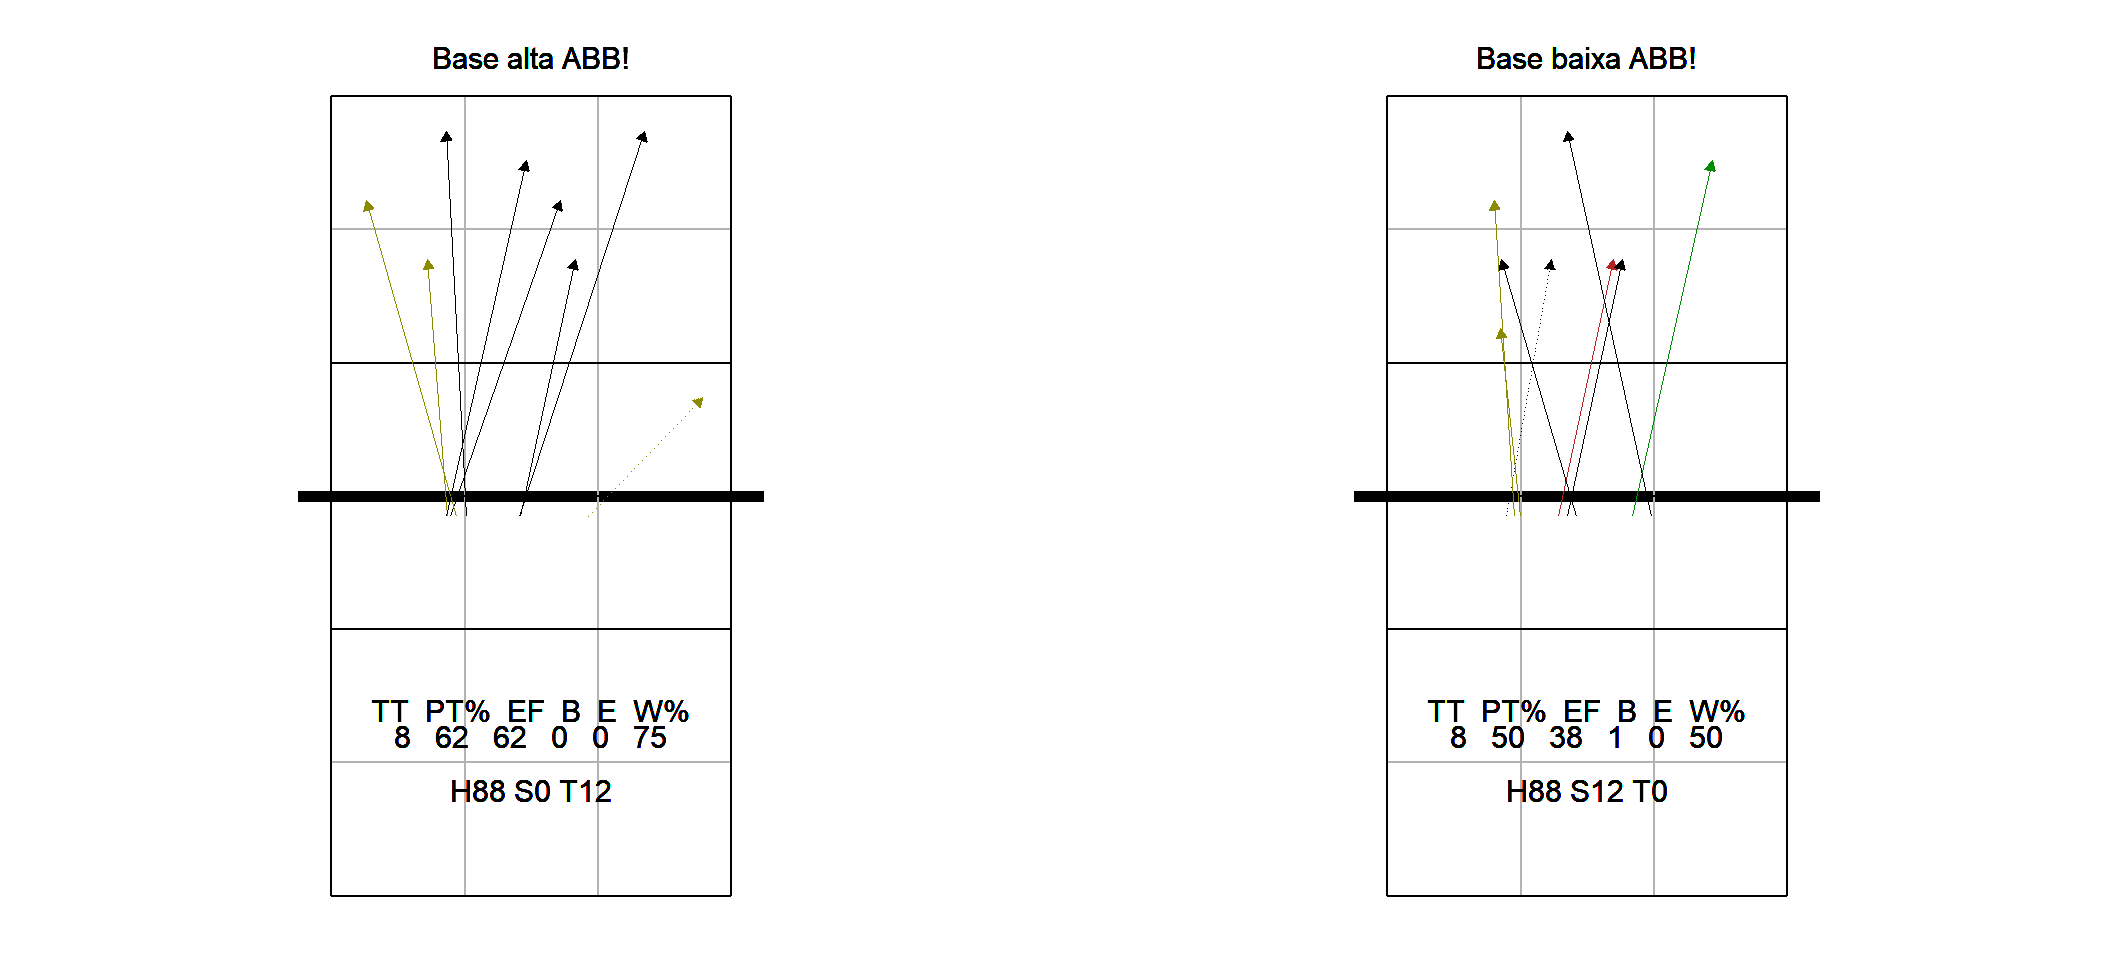 Base alta ABB!
TT PT% EF B E W%
8 62 62 0 0 75
H88 S0 T12
Base baixa ABB!
TT PT% EF B E W%
8 50 38 1 0 50
H88 S12 T0